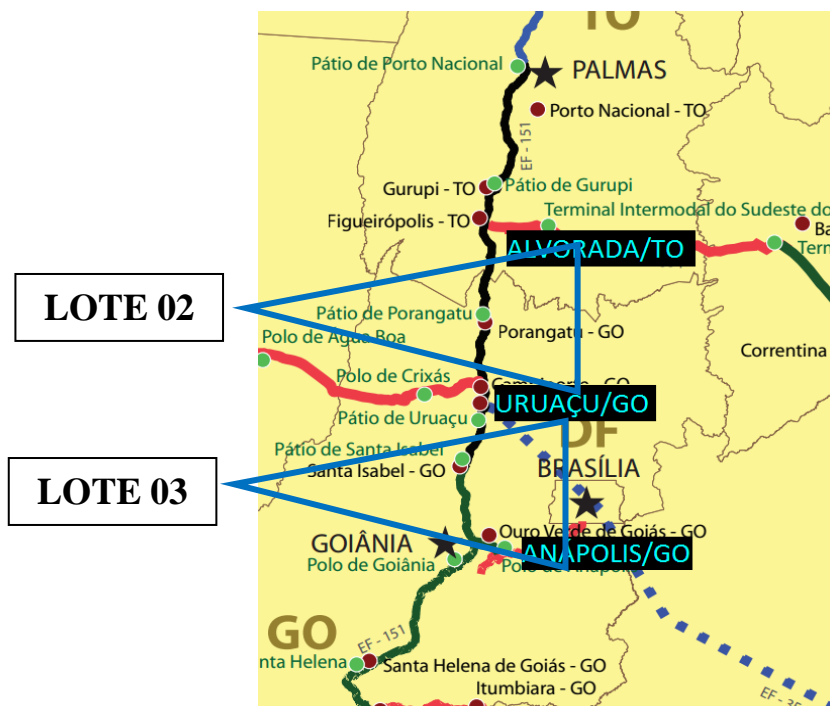 TO
Pátio de Porto Nacional
PALMAS
Porto Nacional - TO
EF - 151
Gurupi - TO
Pátio de Gurupi
Figueirópolis - TO
Terminal Intermodal do Sudeste do
Ba
ALVORADA/TO
Term
LOTE 02
Pátio de Porangatu
Porangatu - GO
Polo de Água Boa
Correntina
Polo de Crixás
URUAÇU/GO
Pátio de Uruaçu
DF
Pátio de Santa Isabel
Santa Isabel - GO
BRASÍLIA
LOTE 03
Ouro Verde de Goiás - GO
GOIÂNIA
ANÁPOLIS/GO
Polo de Goiânia
GO
EF - 151
nta Helena
Santa Helena de Goiás - GO
Itumbiara - GO